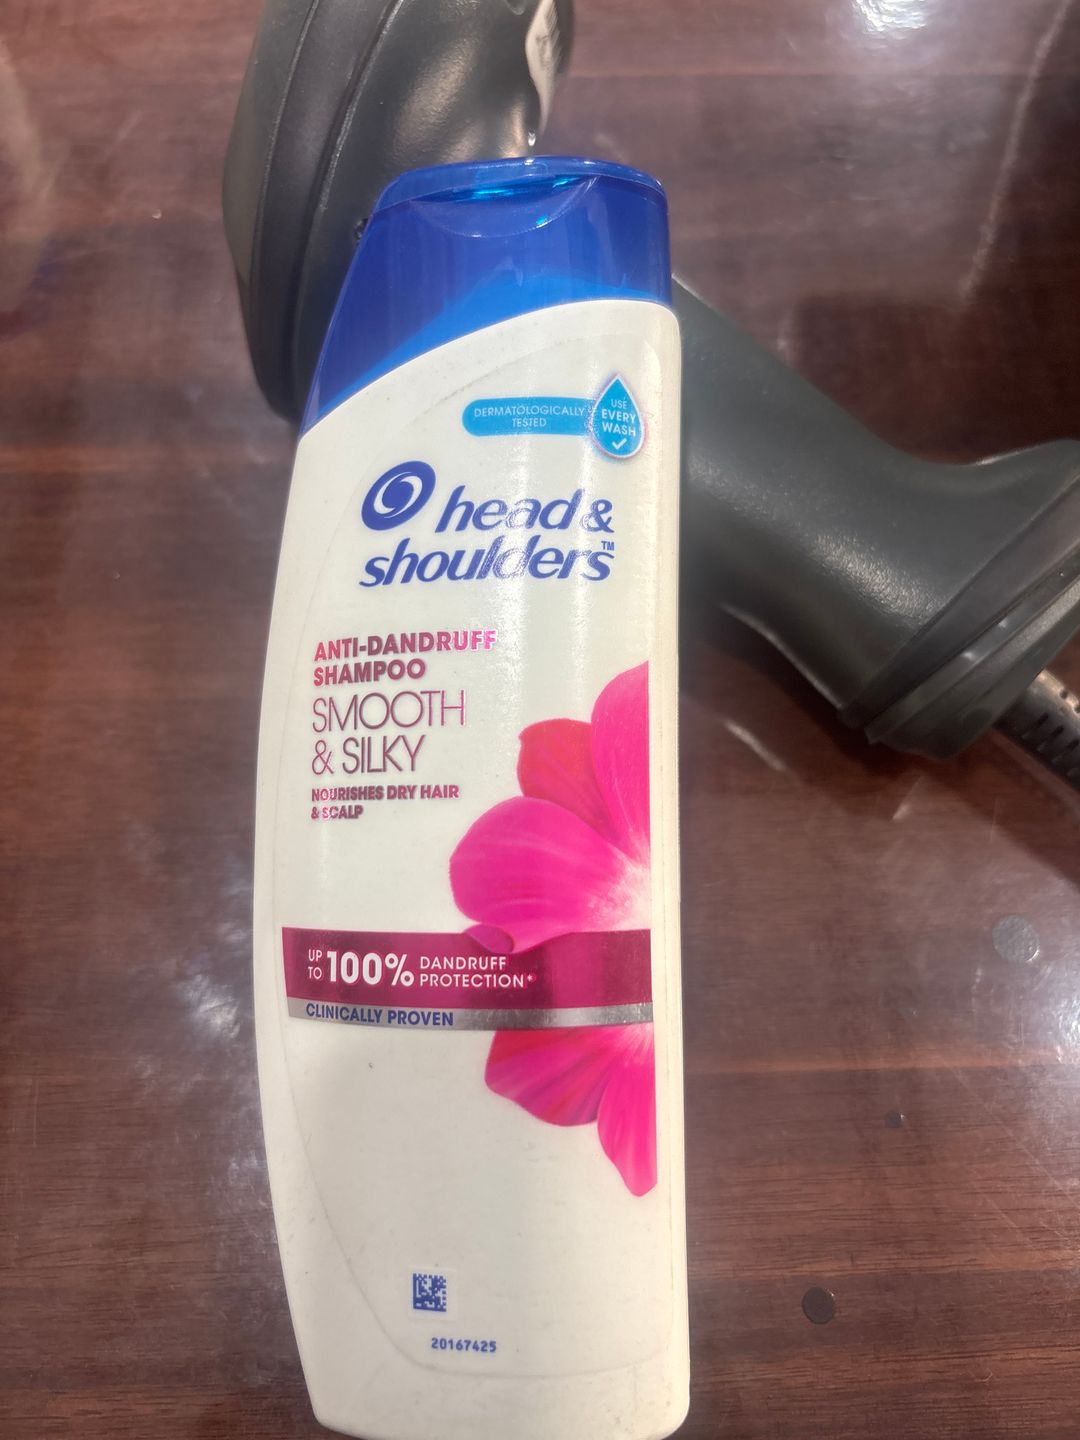 DERMATOLOGICALLY
TESTED
USE
EVERY
WASH
head &
shoulders™
ANTI-DANDRUFF
SHAMPOO
SMOOTH
& SILKY
NOURISHES DRY HAIR
& SCALP
UP TO 100% DANDRUFF
PROTECTION*
CLINICALLY PROVEN
20167425